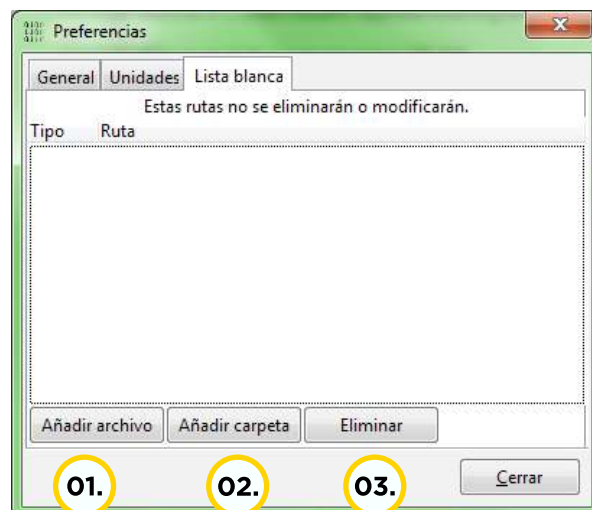 Preferencias
General Unidades Lista blanca
Estas rutas no se eliminarán o modificarán.
Tipo Ruta
Añadir archivo Añadir carpeta Eliminar
01. 02. 03.
Cerrar